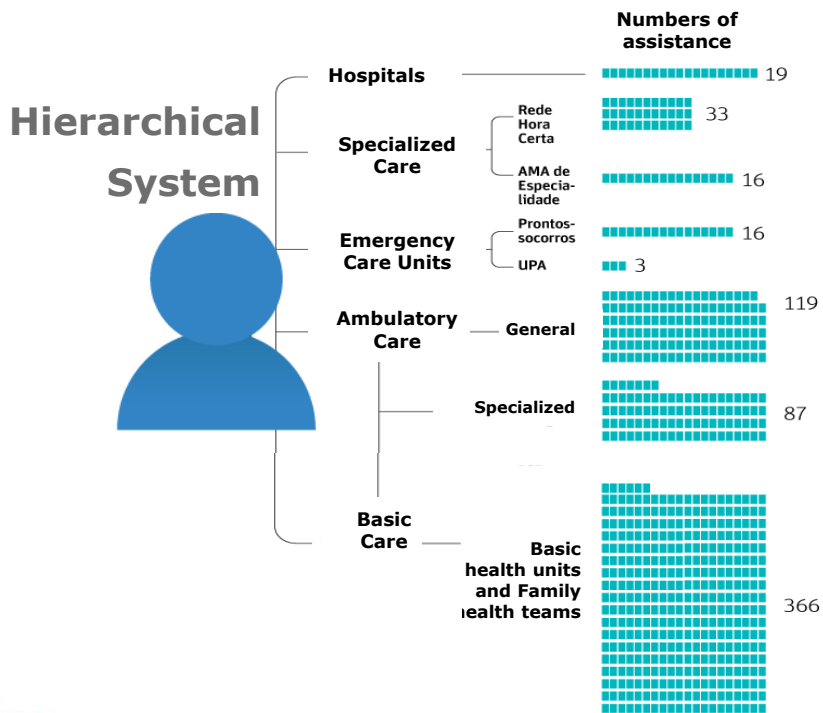 Numbers of
assistance
Hierarchical
System
Hospitals
19
Specialized
Care
Rede
Hora
Certa
33
AMA de
Especia-
lidade
16
Emergency
Care Units
Prontos-
socorros
16
UPA
3
Ambulatory
Care
General
119
Specialized
87
Basic
Care
Basic
health units
and Family
health teams
366